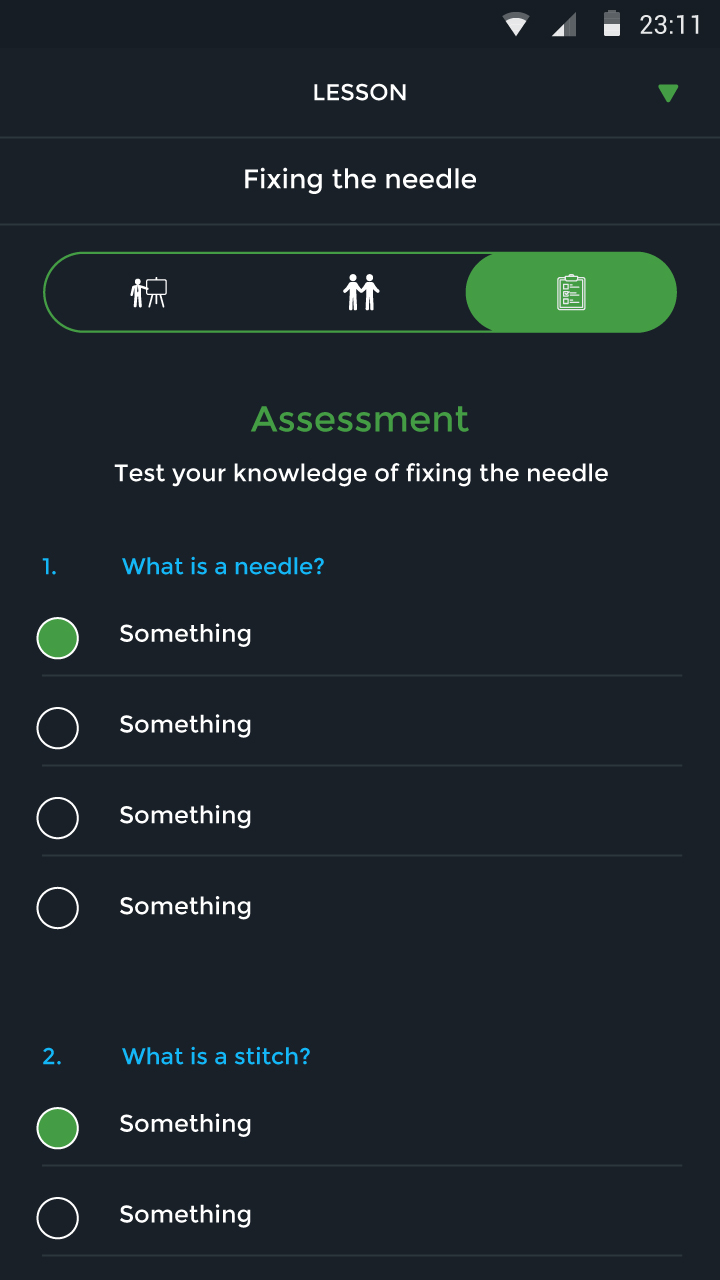 23:11
LESSON
Fixing the needle
Assessment
Test your knowledge of fixing the needle
1. What is a needle?
Something
Something
Something
Something
2. What is a stitch?
Something
Something